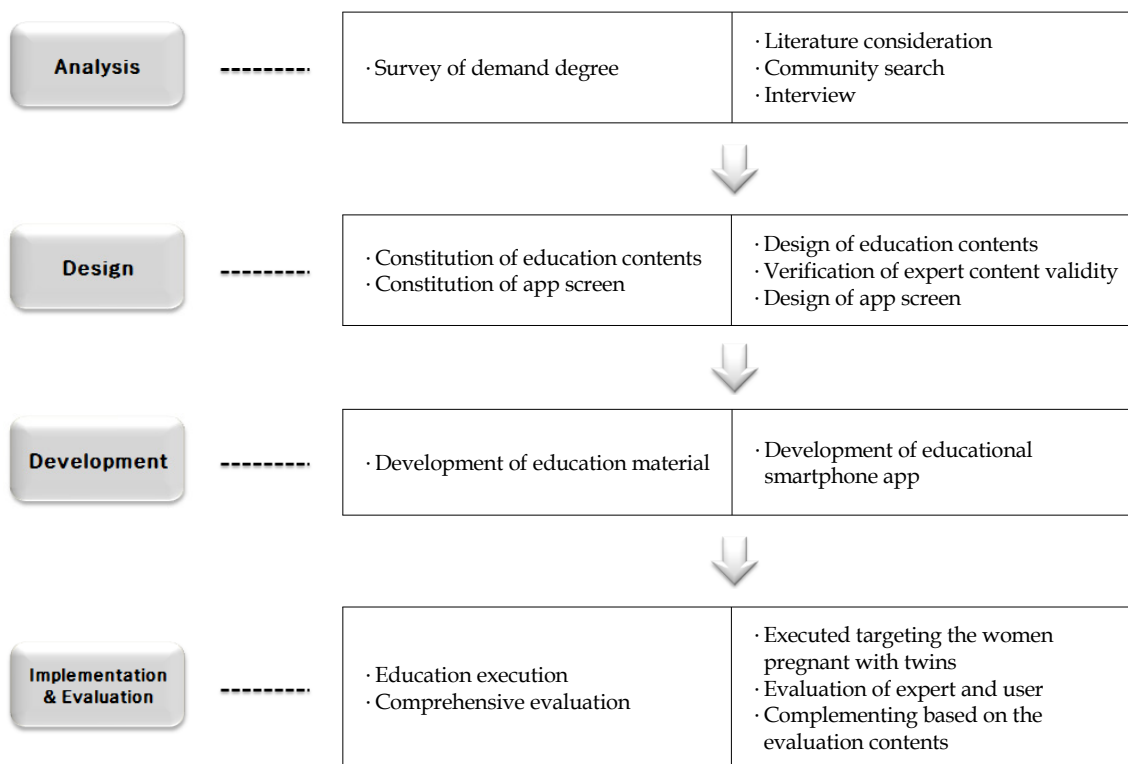 Analysis
· Survey of demand degree
· Literature consideration
· Community search
· Interview
Design
· Constitution of education contents
· Constitution of app screen
· Design of education contents
· Verification of expert content validity
· Design of app screen
Development
· Development of education material
· Development of educational
smartphone app
Implementation
& Evaluation
· Education execution
· Comprehensive evaluation
· Executed targeting the women
pregnant with twins
· Evaluation of expert and user
· Complementing based on the
evaluation contents